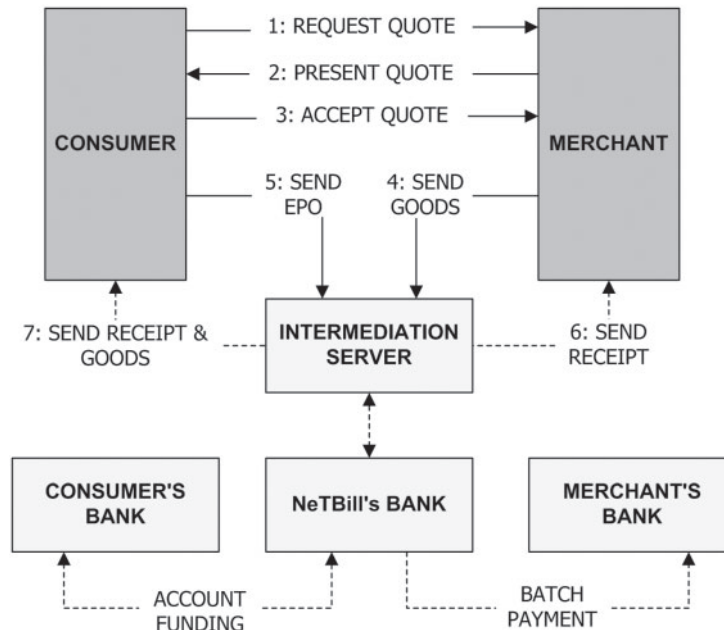 1: REQUEST QUOTE
2: PRESENT QUOTE
3: ACCEPT QUOTE
CONSUMER
MERCHANT
5: SEND
EPO
4: SEND
GOODS
7: SEND RECEIPT &
GOODS
INTERMEDIATION
SERVER
6: SEND
RECEIPT
CONSUMER'S
BANK
NeTBill's BANK
MERCHANT'S
BANK
ACCOUNT
FUNDING
BATCH
PAYMENT